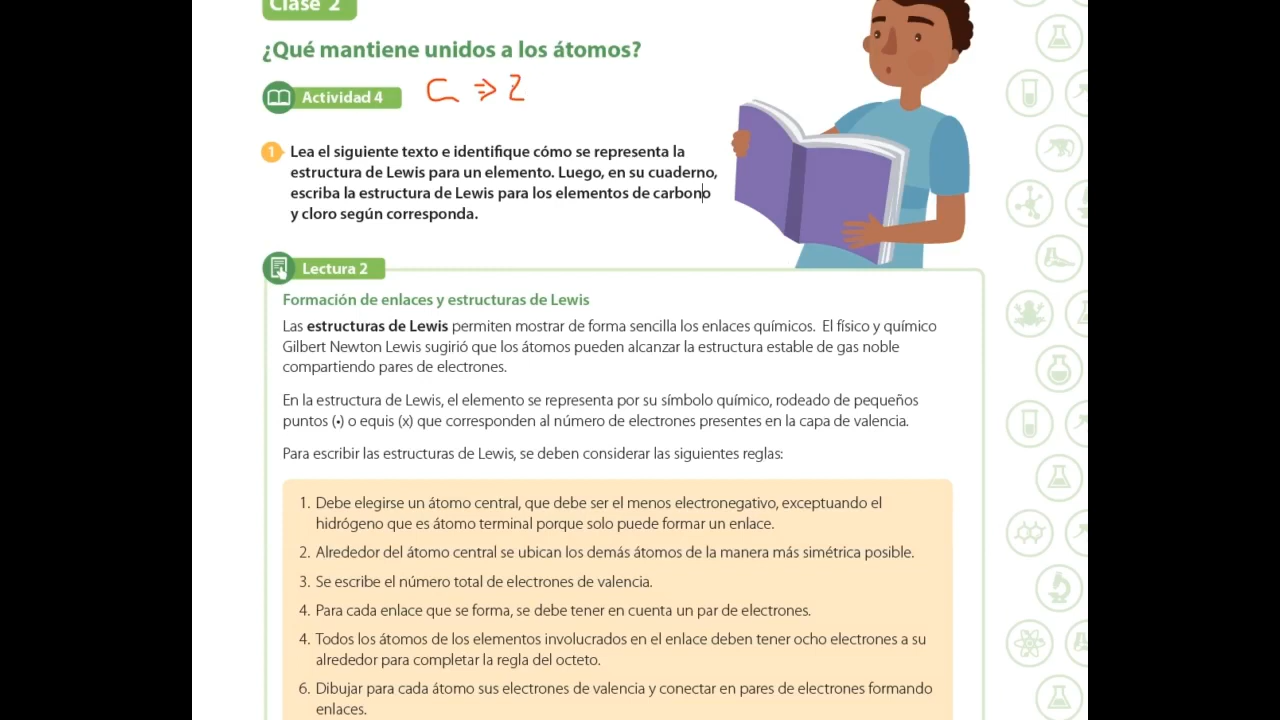 Clase 2
¿Qué mantiene unidos a los átomos?
Actividad 4
C ⇒ 2
1 Lea el siguiente texto e identifique cómo se representa la
estructura de Lewis para un elemento. Luego, en su cuaderno,
escriba la estructura de Lewis para los elementos de carbono
y cloro según corresponda.
Lectura 2
Formación de enlaces y estructuras de Lewis
Las estructuras de Lewis permiten mostrar de forma sencilla los enlaces químicos. El físico y químico
Gilbert Newton Lewis sugirió que los átomos pueden alcanzar la estructura estable de gas noble
compartiendo pares de electrones.
En la estructura de Lewis, el elemento se representa por su símbolo químico, rodeado de pequeños
puntos (•) o equis (x) que corresponden al número de electrones presentes en la capa de valencia.
Para escribir las estructuras de Lewis, se deben considerar las siguientes reglas:
1. Debe elegirse un átomo central, que debe ser el menos electronegativo, exceptuando el
hidrógeno que es átomo terminal porque solo puede formar un enlace.
2. Alrededor del átomo central se ubican los demás átomos de la manera más simétrica posible.
3. Se escribe el número total de electrones de valencia.
4. Para cada enlace que se forma, se debe tener en cuenta un par de electrones.
4. Todos los átomos de los elementos involucrados en el enlace deben tener ocho electrones a su
alrededor para completar la regla del octeto.
6. Dibujar para cada átomo sus electrones de valencia y conectar en pares de electrones formando
enlaces.